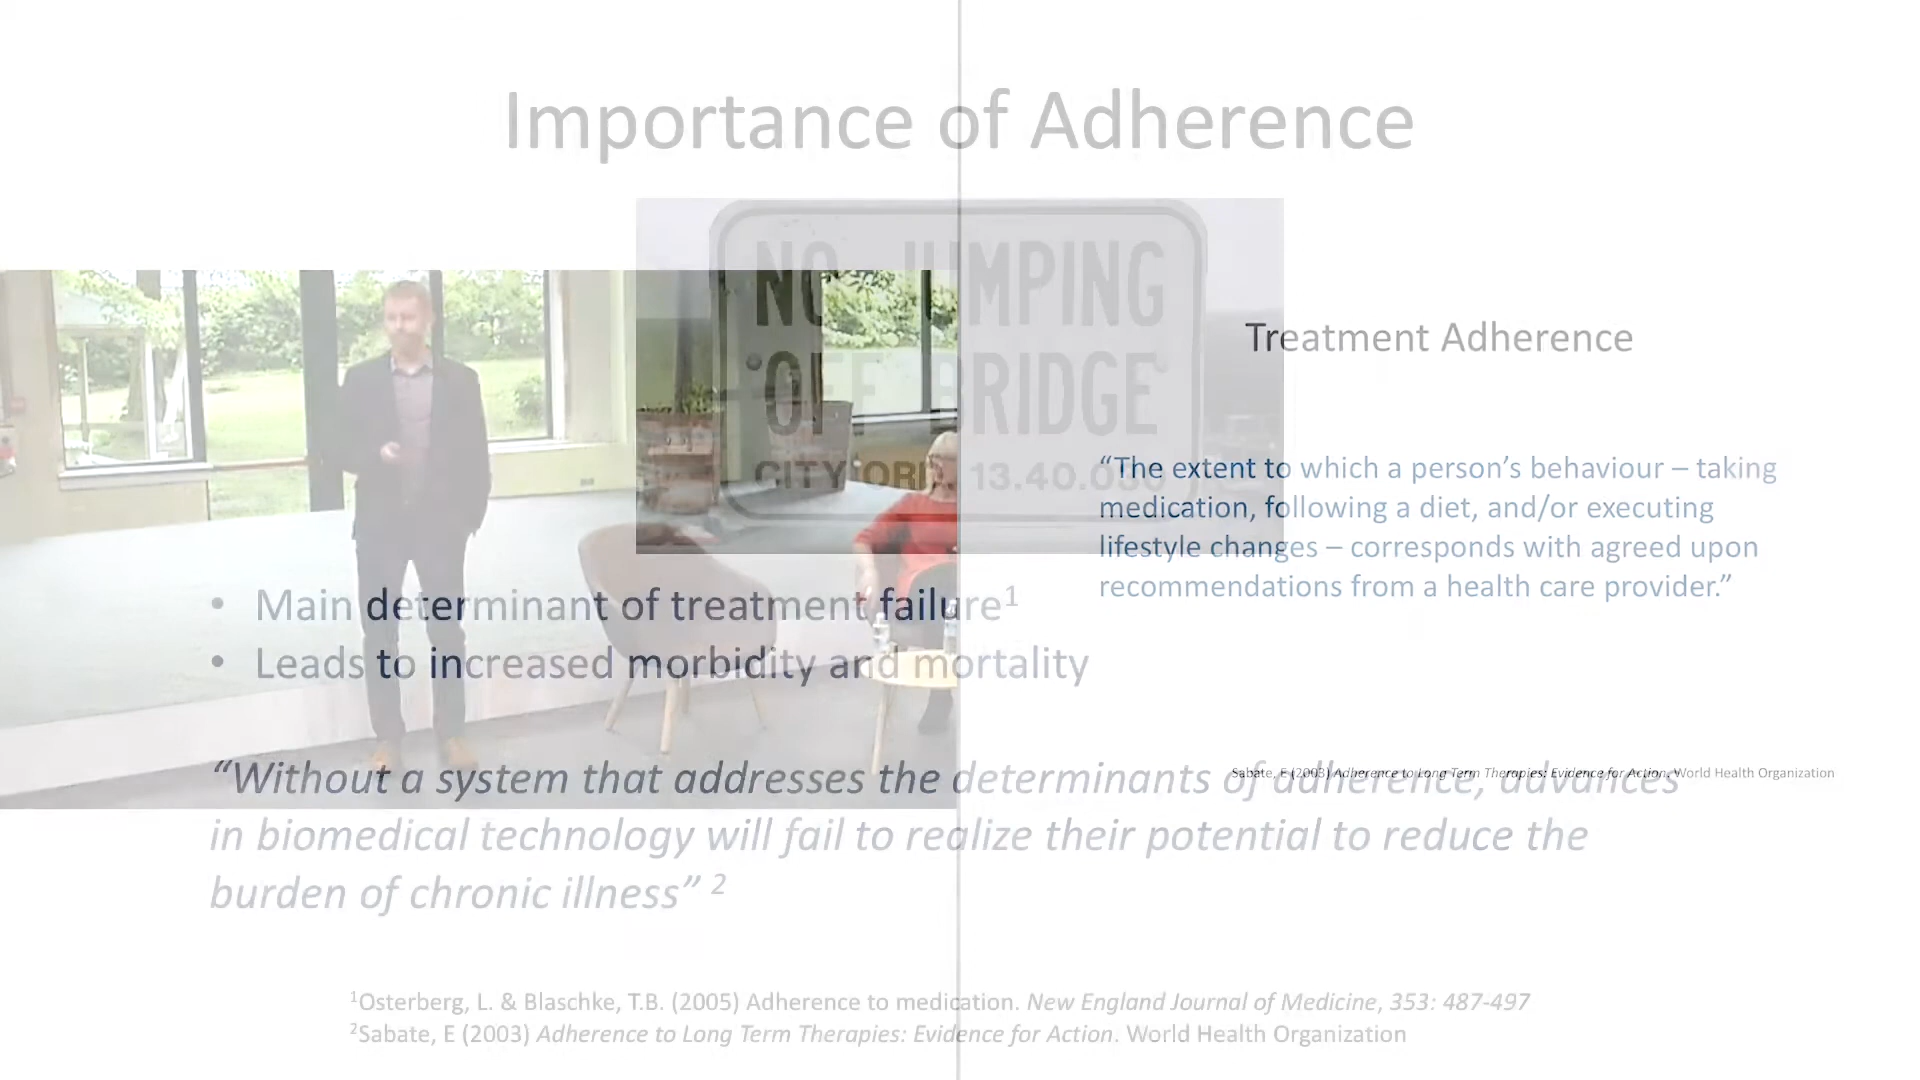 Importance of Adherence
NO JUMPING
OFF BRIDGE
CITY ORD. 13.40.030
Treatment Adherence
“The extent to which a person’s behaviour – taking
medication, following a diet, and/or executing
lifestyle changes – corresponds with agreed upon
recommendations from a health care provider.”
• Main determinant of treatment failure¹
• Leads to increased morbidity and mortality
Sabate, E (2003) Adherence to Long Term Therapies: Evidence for Action. World Health Organization
“Without a system that addresses the determinants of adherence, advances
in biomedical technology will fail to realize their potential to reduce the
burden of chronic illness” ²
¹Osterberg, L. & Blaschke, T.B. (2005) Adherence to medication. New England Journal of Medicine, 353: 487-497
²Sabate, E (2003) Adherence to Long Term Therapies: Evidence for Action. World Health Organization